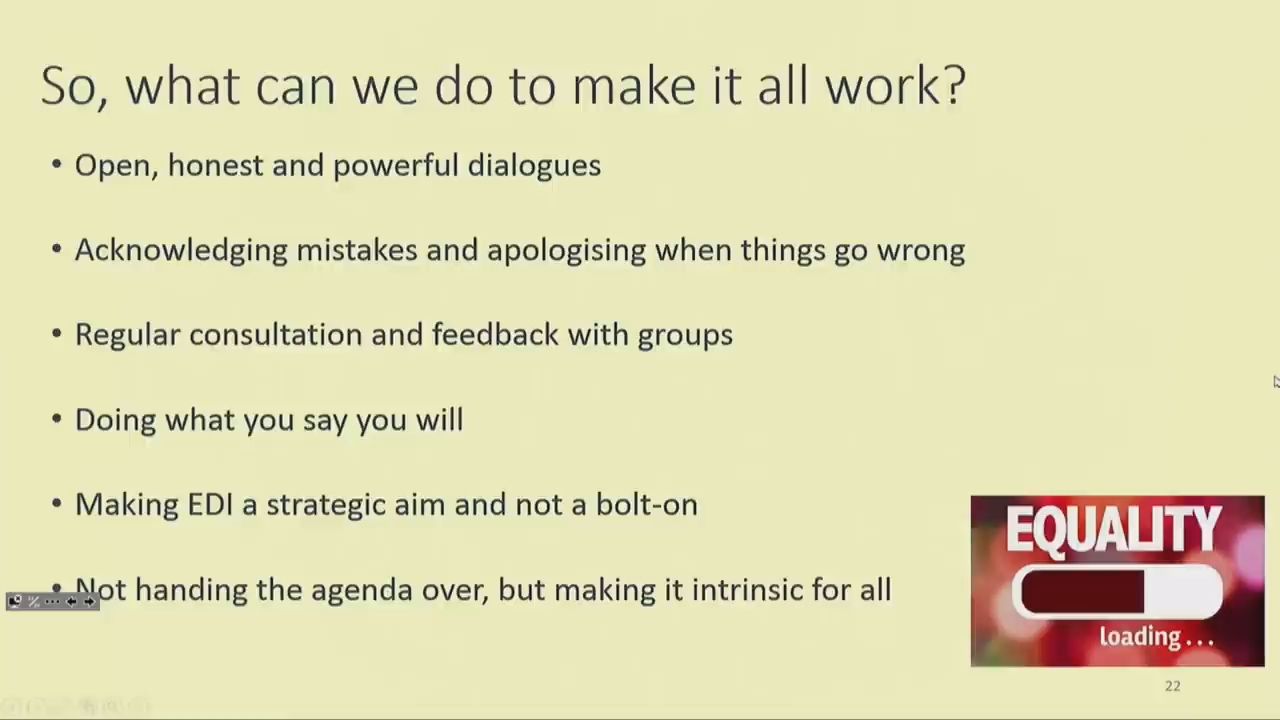 So, what can we do to make it all work?
• Open, honest and powerful dialogues
• Acknowledging mistakes and apologising when things go wrong
• Regular consultation and feedback with groups
• Doing what you say you will
• Making EDI a strategic aim and not a bolt-on
• Not handing the agenda over, but making it intrinsic for all
EQUALITY
loading...
22